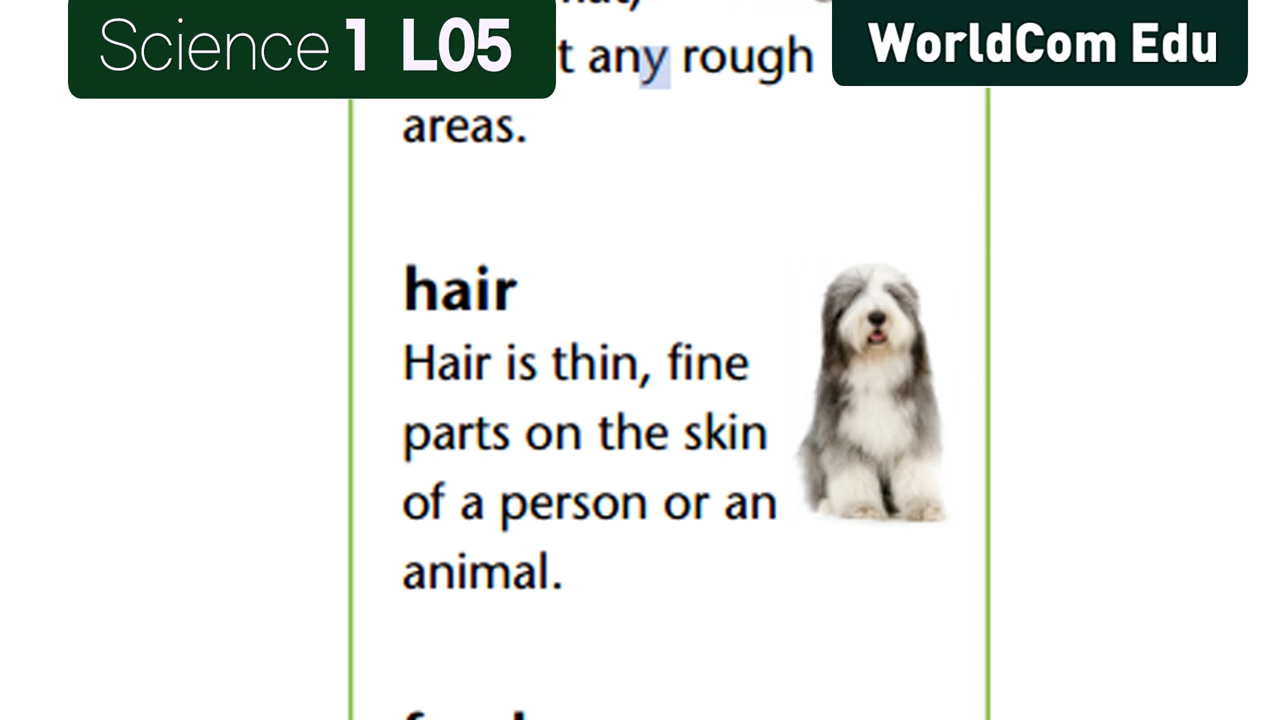 Science 1 L05
WorldCom Edu
any rough
areas.
hair
Hair is thin, fine
parts on the skin
of a person or an
animal.